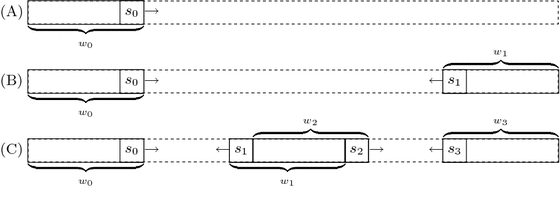 (A) s₀
w₀
w₁
(B) s₀ s₁
w₀
w₂ w₃
(C) s₀ s₁ s₂ s₃
w₀ w₁